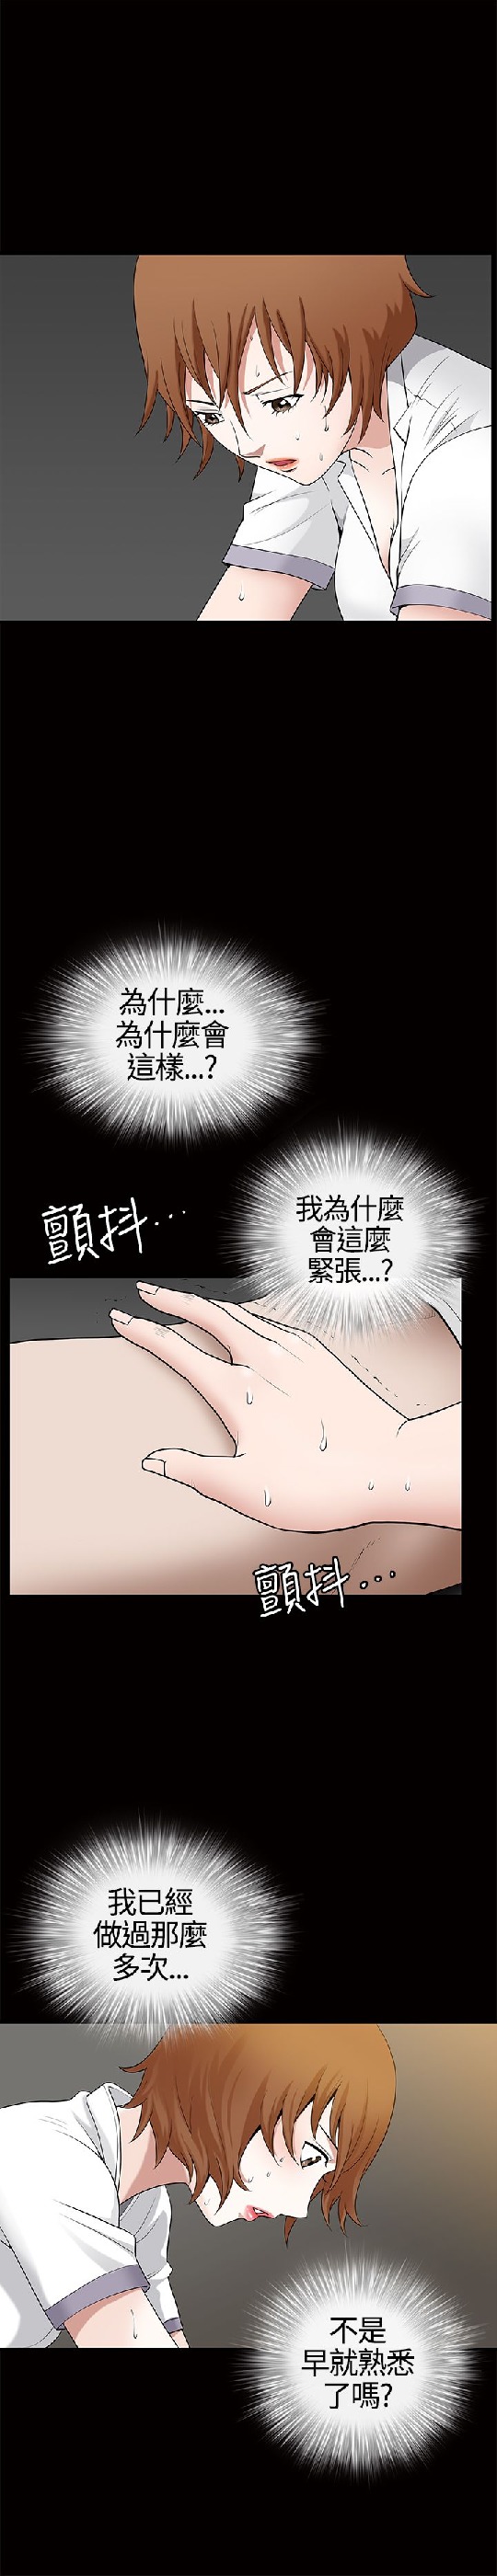 為什麼...
為什麼會
這樣...?
我為什麼
會這麼
緊張...?
顫抖...
顫抖...
我已經
做過那麼
多次...
不是
早就熟悉
了嗎?